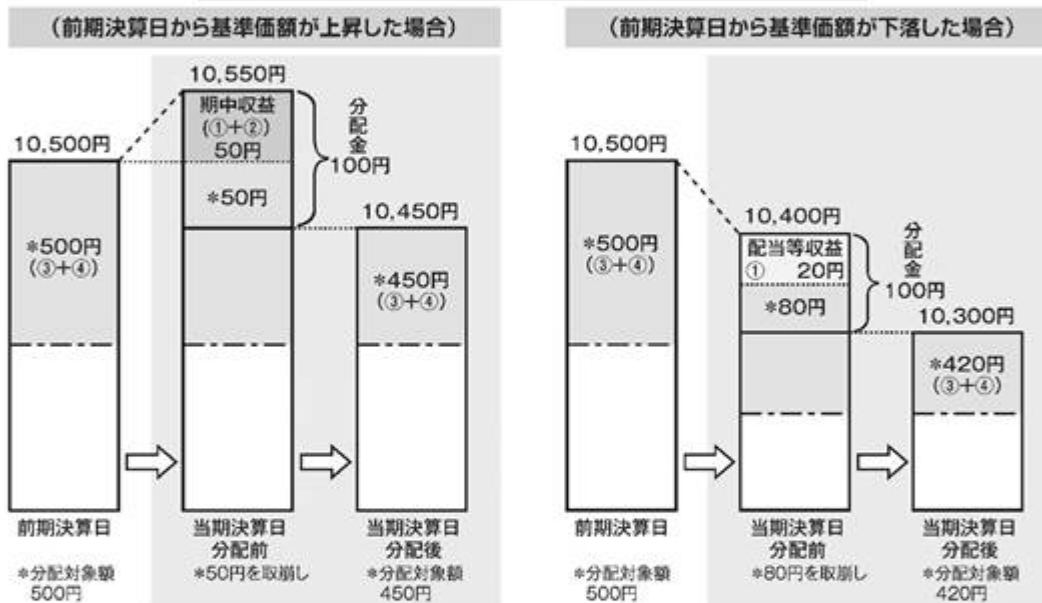 （前期決算日から基準価額が上昇した場合）
10,550円
期中収益
(①+②)
50円
分配金
100円
10,500円
*50円
10,450円
*500円
(③+④)
*450円
(③+④)
前期決算日
当期決算日
分配前
当期決算日
分配後
*分配対象額
500円
*50円を取崩し
*分配対象額
450円
（前期決算日から基準価額が下落した場合）
10,500円
10,400円
配当等収益
① 20円
分配金
100円
*500円
(③+④)
*80円
10,300円
*420円
(③+④)
前期決算日
当期決算日
分配前
当期決算日
分配後
*分配対象額
500円
*80円を取崩し
*分配対象額
420円